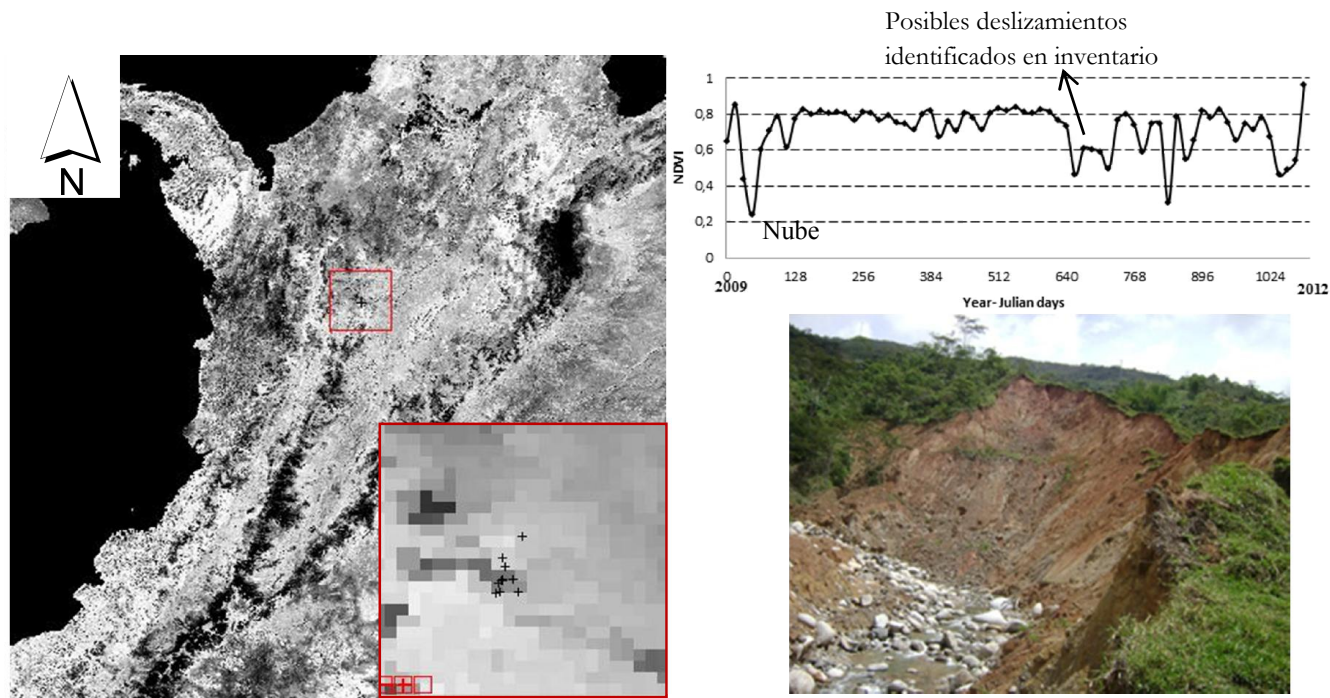 Posibles deslizamientos
identificados en inventario
N
1
0,8
0,6
0,4
0,2
0
NDVI
Nube
0 128 256 384 512 640 768 896 1024
2009 2012
Year- Julian days